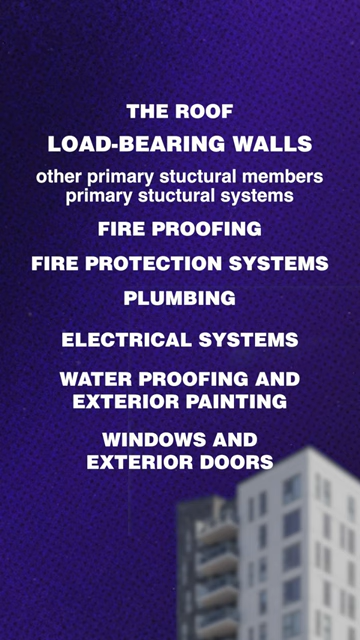 THE ROOF
LOAD-BEARING WALLS
other primary stuctural members
primary stuctural systems
FIRE PROOFING
FIRE PROTECTION SYSTEMS
PLUMBING
ELECTRICAL SYSTEMS
WATER PROOFING AND
EXTERIOR PAINTING
WINDOWS AND
EXTERIOR DOORS